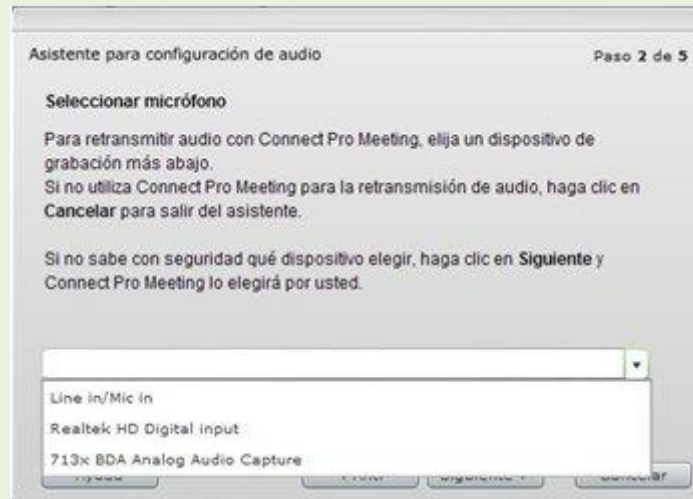 Asistente para configuración de audio
Paso 2 de 5
Seleccionar micrófono
Para retransmitir audio con Connect Pro Meeting, elija un dispositivo de
grabación más abajo.
Si no utiliza Connect Pro Meeting para la retransmisión de audio, haga clic en
Cancelar para salir del asistente.
Si no sabe con seguridad qué dispositivo elegir, haga clic en Siguiente y
Connect Pro Meeting lo elegirá por usted.
Line in/Mic in
Realtek HD Digital input
713x BDA Analog Audio Capture